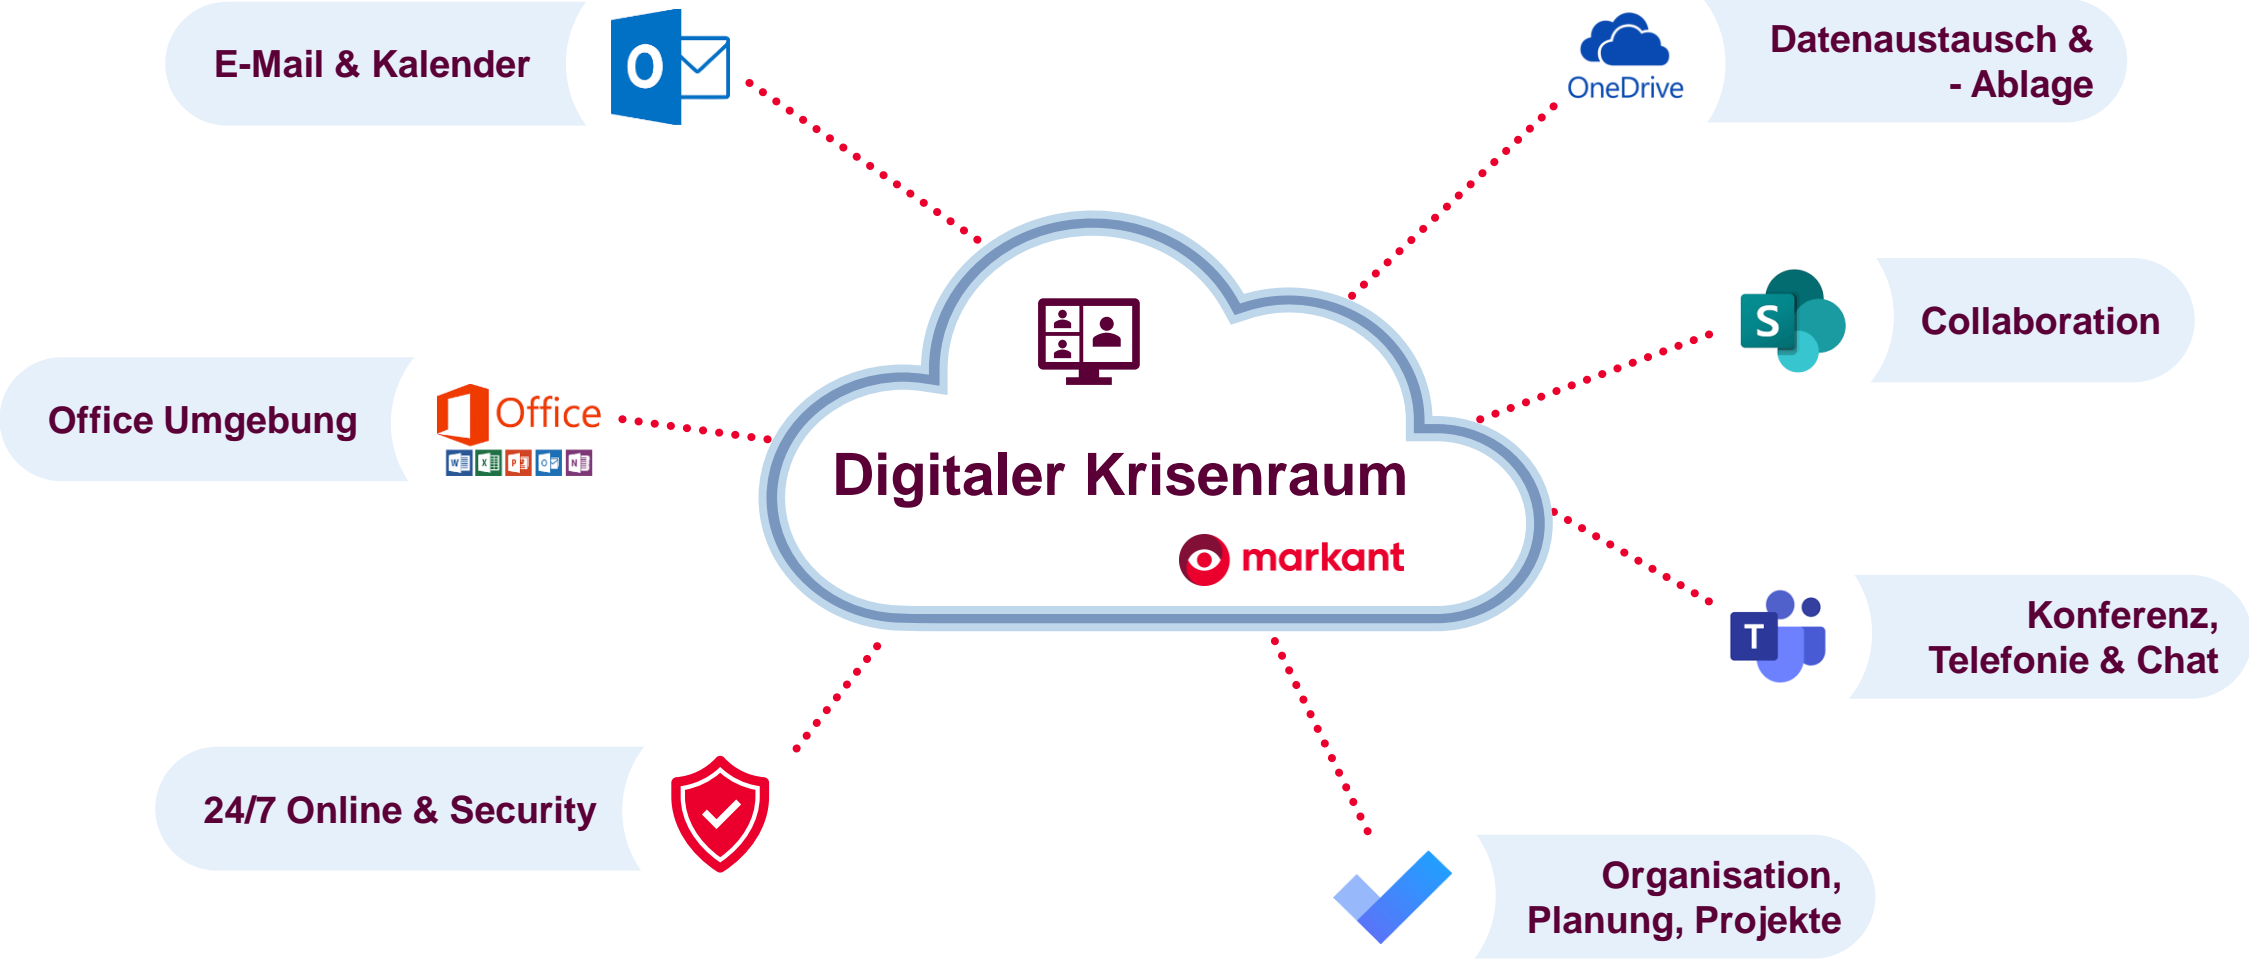 E-Mail & Kalender
O
OneDrive
Datenaustausch &
- Ablage
S
Collaboration
Office Umgebung
Office
W X P O N
Digitaler Krisenraum
markant
T
Konferenz,
Telefonie & Chat
24/7 Online & Security
Organisation,
Planung, Projekte